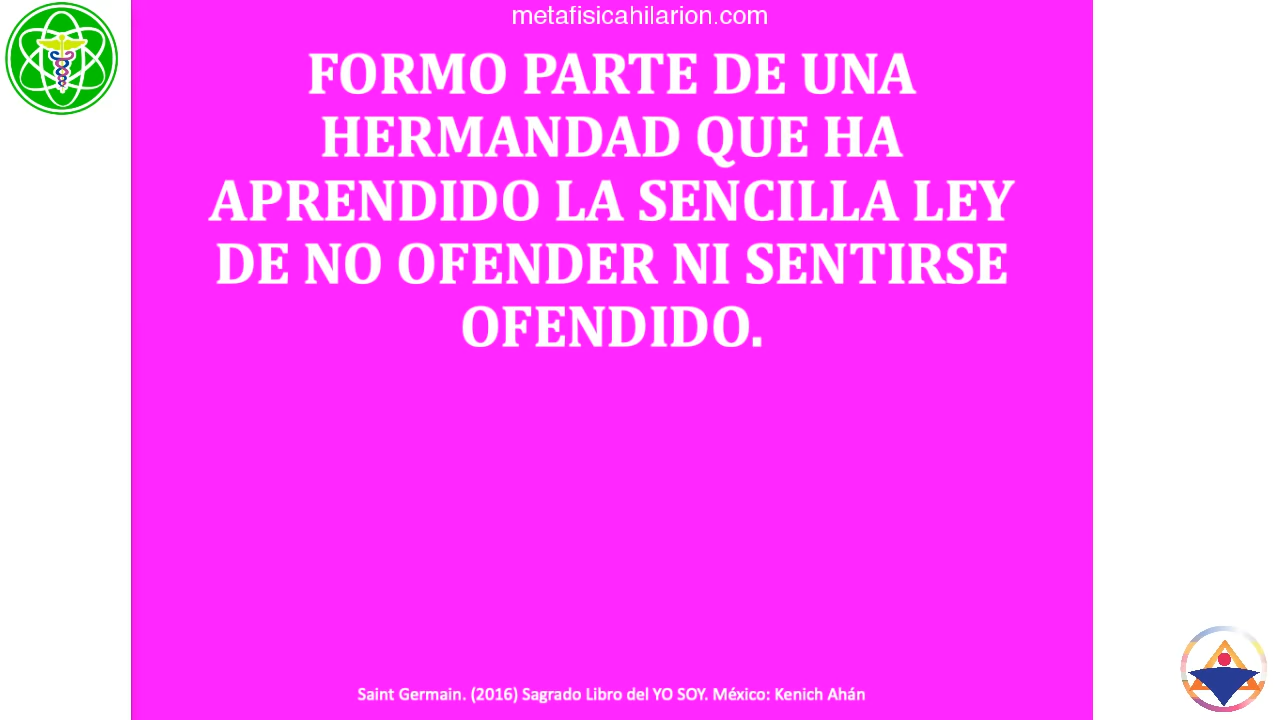 metafisicahilarion.com
FORMO PARTE DE UNA
HERMANDAD QUE HA
APRENDIDO LA SENCILLA LEY
DE NO OFENDER NI SENTIRSE
OFENDIDO.
Saint Germain. (2016) Sagrado Libro del YO SOY. México: Kenich Ahán